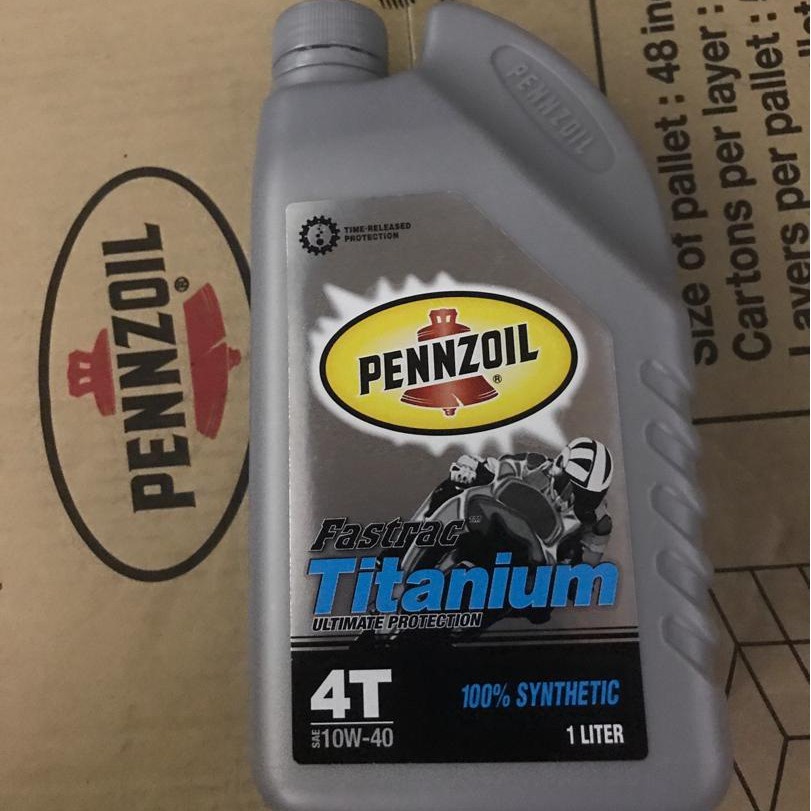 PENNZOIL
TIME-RELEASED
PROTECTION
PENNZOIL®
Fastrac™
Titanium
ULTIMATE PROTECTION
4T
100% SYNTHETIC
SAE 10W-40
1 LITER
PENNZOIL®
Size of pallet : 48 in
Cartons per layer :
Layers per pallet :